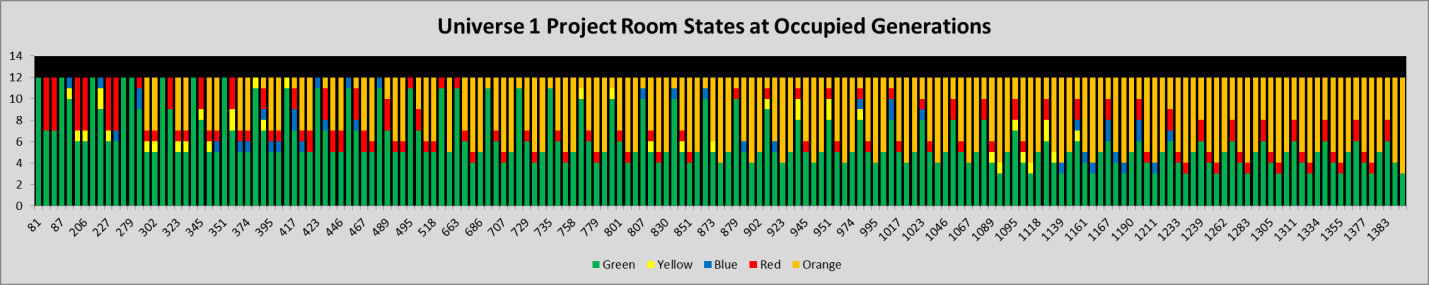 Universe 1 Project Room States at Occupied Generations
14
12
10
8
6
4
2
0
81 87 206 227 279 302 323 345 351 374 395 417 423 446 467 489 495 518 663 686 707 729 735 758 779 801 807 830 851 873 879 902 923 945 951 974 995 1017 1023 1046 1067 1089 1095 1118 1139 1161 1167 1190 1211 1233 1239 1262 1283 1305 1311 1334 1355 1377 1383
Green Yellow Blue Red Orange